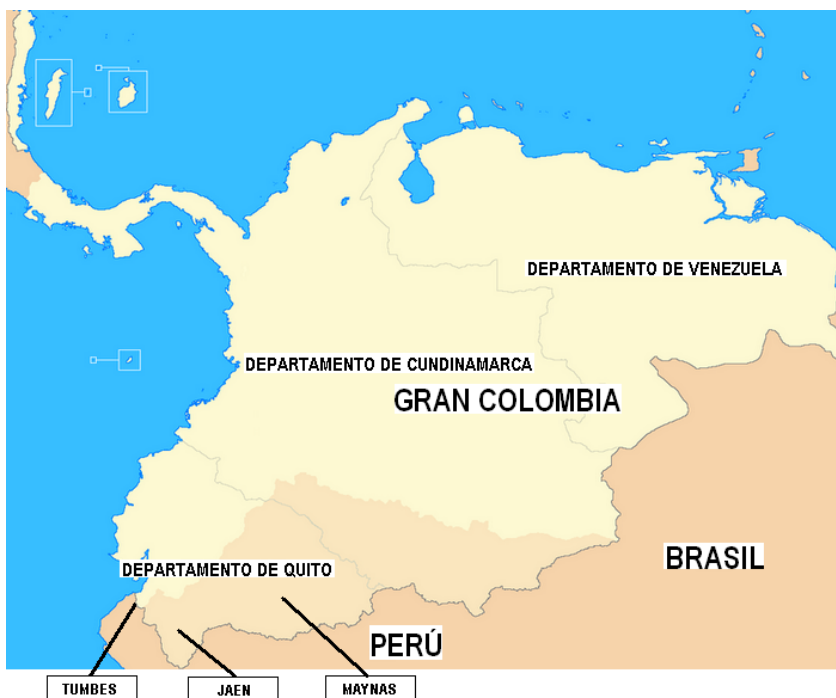 DEPARTAMENTO DE VENEZUELA
DEPARTAMENTO DE CUNDINAMARCA
GRAN COLOMBIA
BRASIL
DEPARTAMENTO DE QUITO
PERÚ
TUMBES
JAEN
MAYNAS